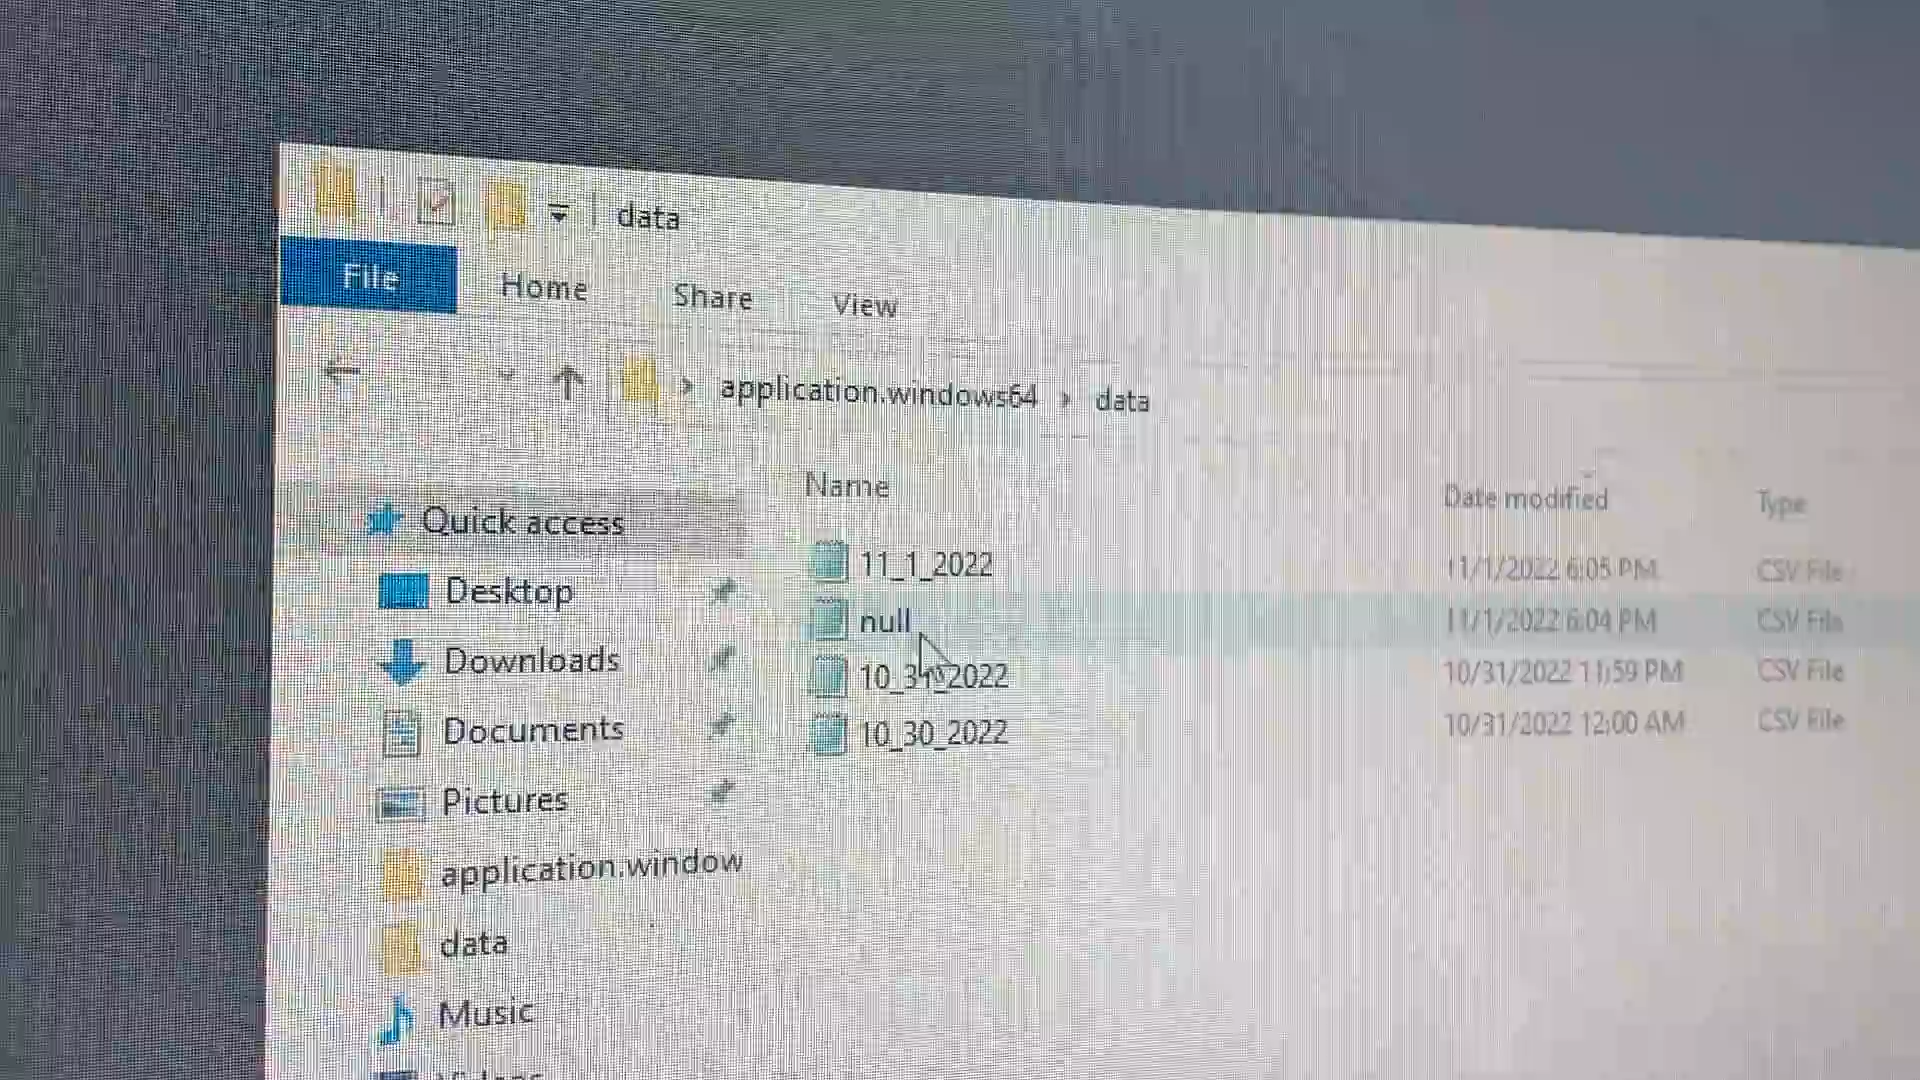 data
File Home Share View
application.windows64 › data
Name Date modified Type
Quick access
11_1_2022 11/1/2022 6:05 PM CSV File
Desktop
null 11/1/2022 6:04 PM CSV File
Downloads
10_31_2022 10/31/2022 11:59 PM CSV File
Documents
10_30_2022 10/31/2022 12:00 AM CSV File
Pictures
application.window
data
Music